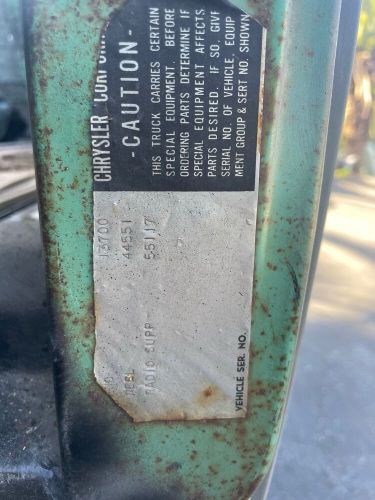 CHRYSLER CORPORA
-CAUTION-
THIS TRUCK CARRIES CERTAIN
SPECIAL EQUIPMENT. BEFORE
ORDERING PARTS DETERMINE IF
SPECIAL EQUIPMENT AFFECTS
PARTS DESIRED. IF SO, GIVE
SERIAL NO. OF VEHICLE, EQUIP
MENT GROUP & SERT NO. SHOWN
13700
44551
55117 RADIO SUPP
VEHICLE SER. NO.